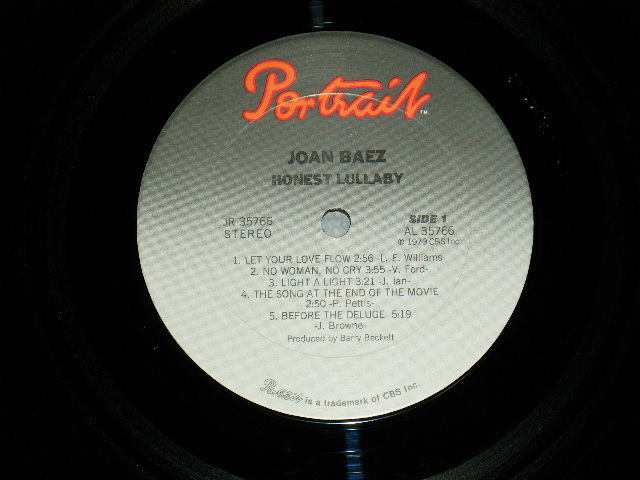 Portrait™
JOAN BAEZ
HONEST LULLABY
JR 35766
STEREO
SIDE 1
AL 35766
℗ 1979 CBS Inc.
1. LET YOUR LOVE FLOW 2:56 -L. E. Williams-
2. NO WOMAN, NO CRY 3:55 -V. Ford-
3. LIGHT A LIGHT 3:21 -J. Ian-
4. THE SONG AT THE END OF THE MOVIE
2:50 -P. Pettis-
5. BEFORE THE DELUGE 5:19
-J. Browne-
Produced by Barry Beckett
Portrait is a trademark of CBS Inc.